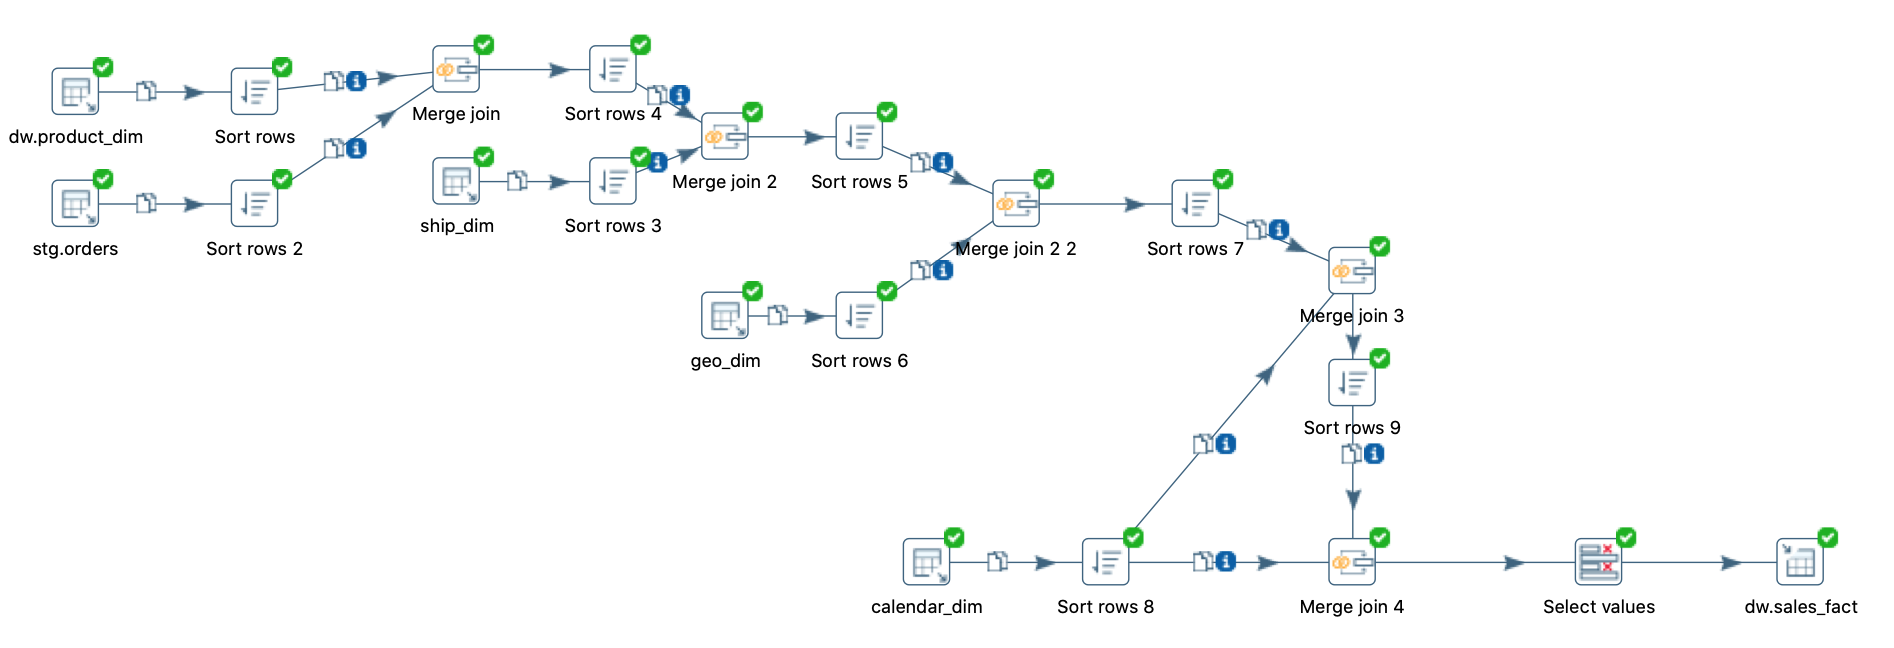 Merge join
Sort rows 4
dw.product_dim
Sort rows
Merge join 2
Sort rows 5
ship_dim
Sort rows 3
stg.orders
Sort rows 2
Merge join 2 2
Sort rows 7
Merge join 3
geo_dim
Sort rows 6
Sort rows 9
calendar_dim
Sort rows 8
Merge join 4
Select values
dw.sales_fact